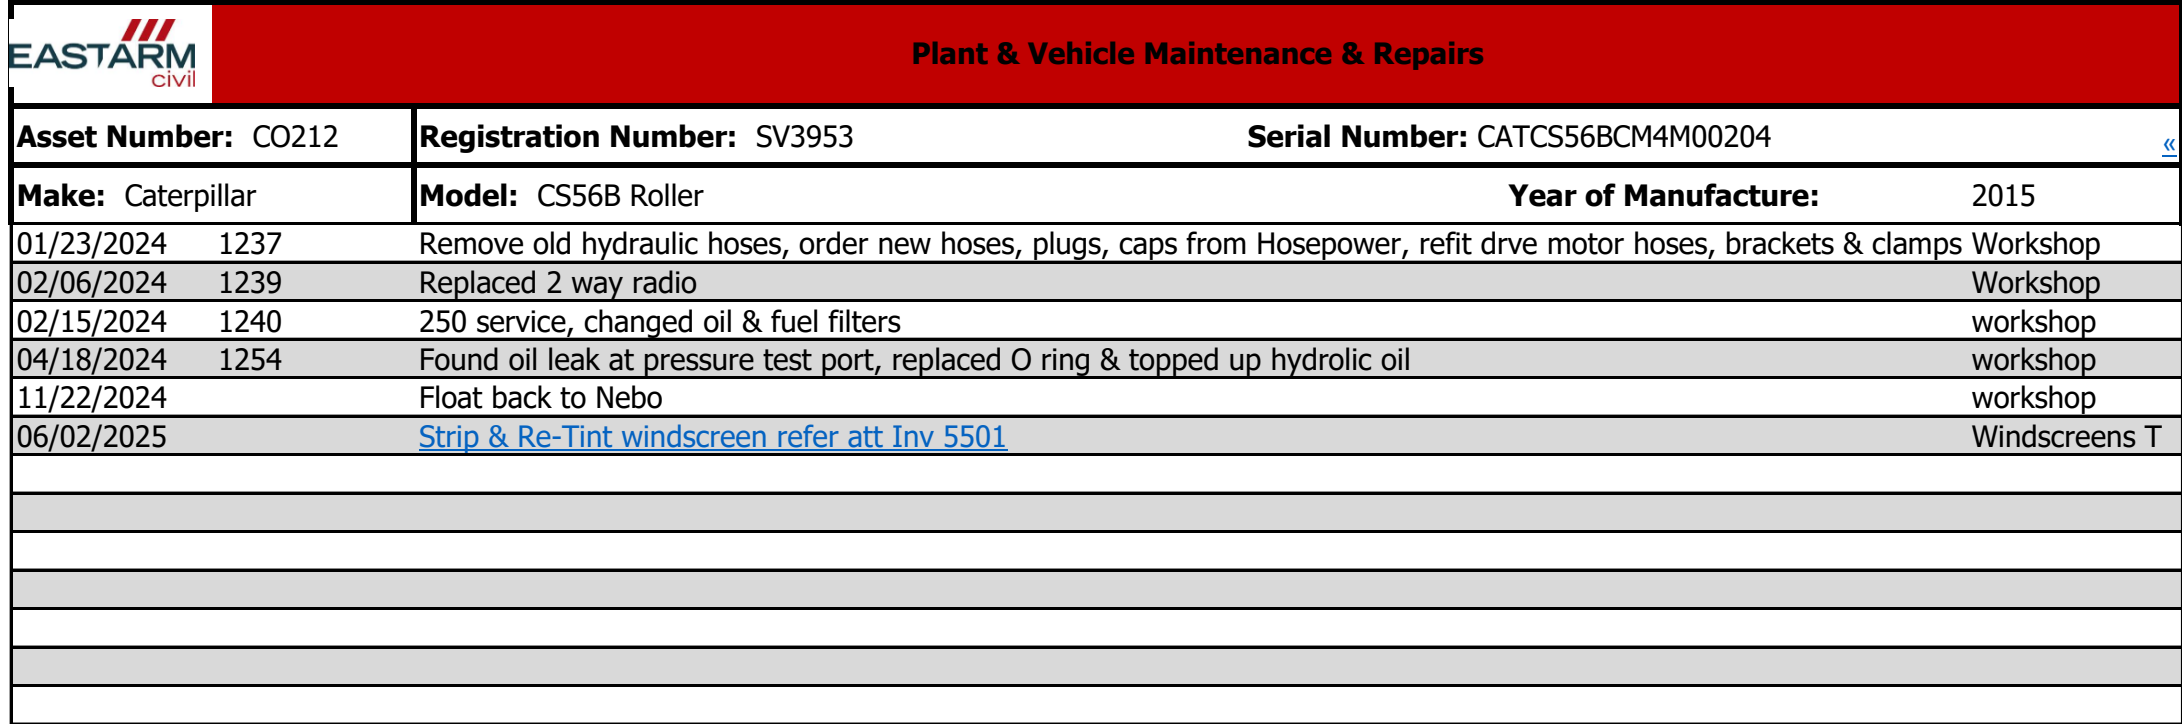 EASTARM
civil
Plant & Vehicle Maintenance & Repairs
Asset Number: CO212 Registration Number: SV3953 Serial Number: CATCS56BCM4M00204 «
Make: Caterpillar Model: CS56B Roller Year of Manufacture: 2015
01/23/2024 1237 Remove old hydraulic hoses, order new hoses, plugs, caps from Hosepower, refit drve motor hoses, brackets & clamps Workshop
02/06/2024 1239 Replaced 2 way radio Workshop
02/15/2024 1240 250 service, changed oil & fuel filters workshop
04/18/2024 1254 Found oil leak at pressure test port, replaced O ring & topped up hydrolic oil workshop
11/22/2024 Float back to Nebo workshop
06/02/2025 Strip & Re-Tint windscreen refer att Inv 5501 Windscreens T